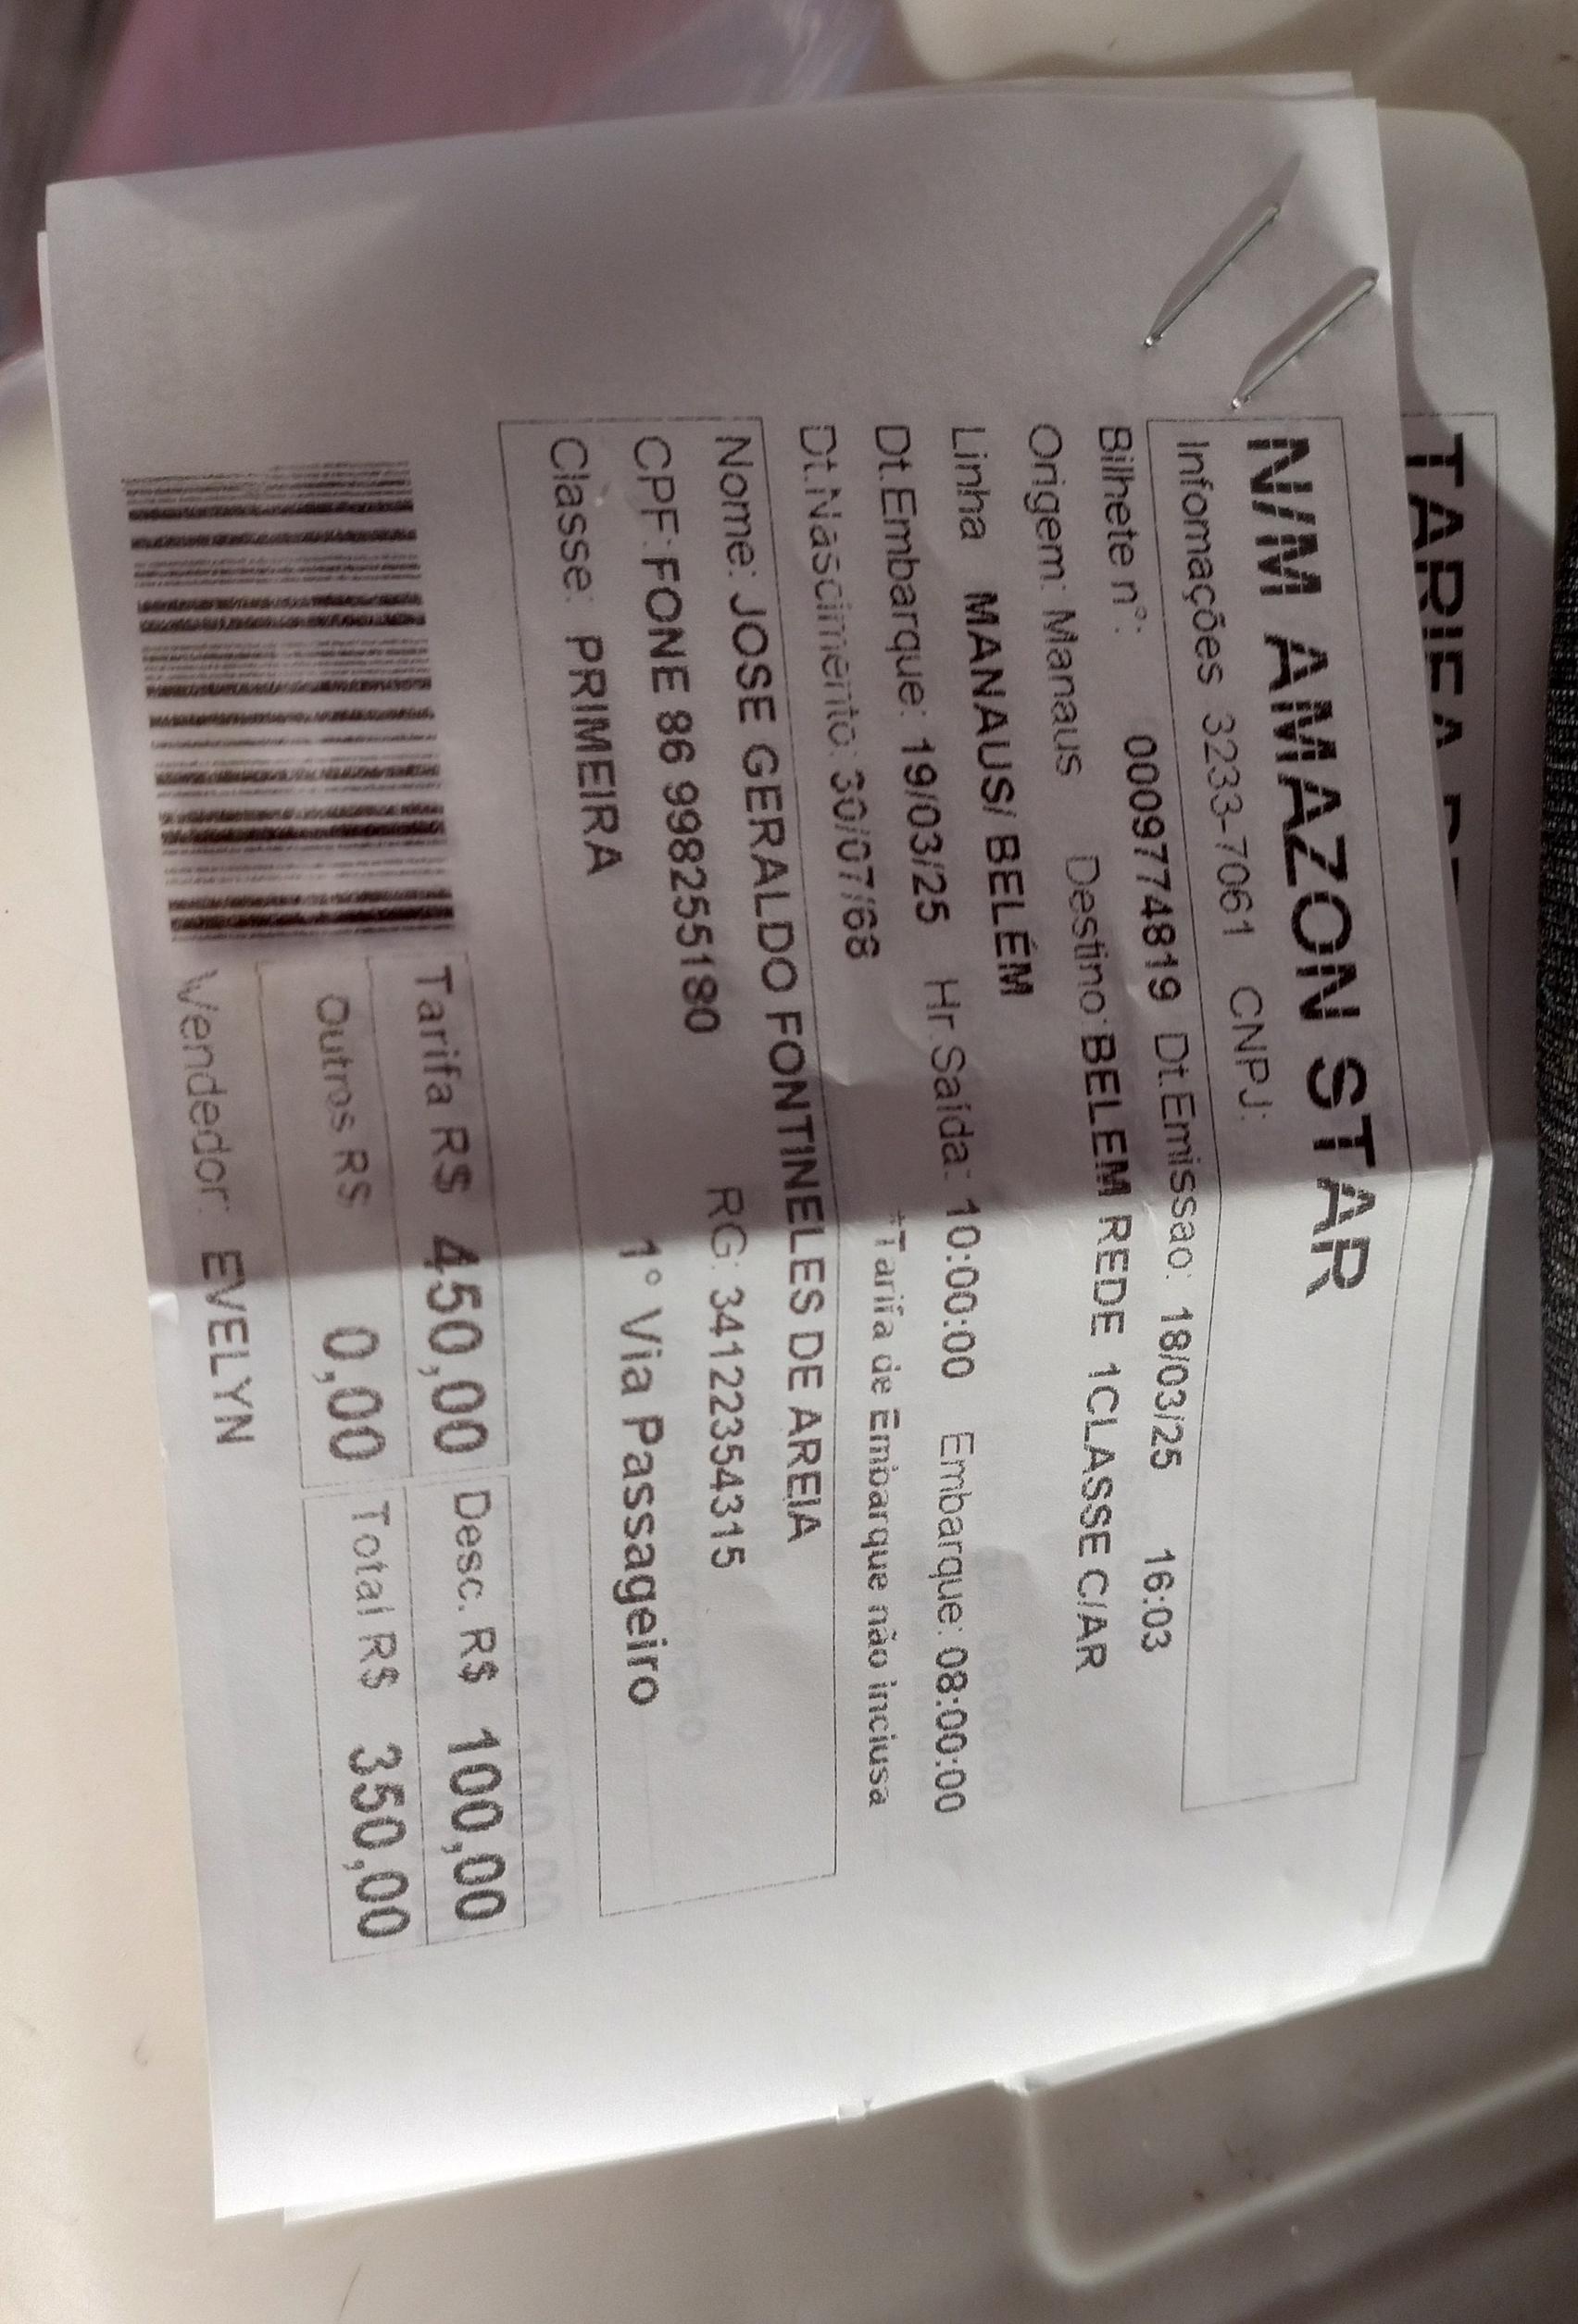 TARIFA DE
N/M AMAZON STAR
Infomações 3233-7061 CNPJ:
Bilhete n°: 0009774819 Dt.Emissao: 18/03/25 16:03
Origem: Manaus Destino:BELEM REDE 1CLASSE C/AR
Linha MANAUS/ BELÉM
Dt.Embarque: 19/03/25 Hr.Saida: 10:00:00 Embarque: 08:00:00
Dt.Nascimento: 30/07/68 *Tarifa de Embarque não inclusa
Nome: JOSE GERALDO FONTINELES DE AREIA
CPF:FONE 86 998255180 RG: 3412235431​5
Classe: PRIMEIRA 1° Via Passageiro
Tarifa R$ 450,00 Desc. R$ 100,00
Outros R$ 0,00 Total R$ 350,00
Vendedor: EVELYN